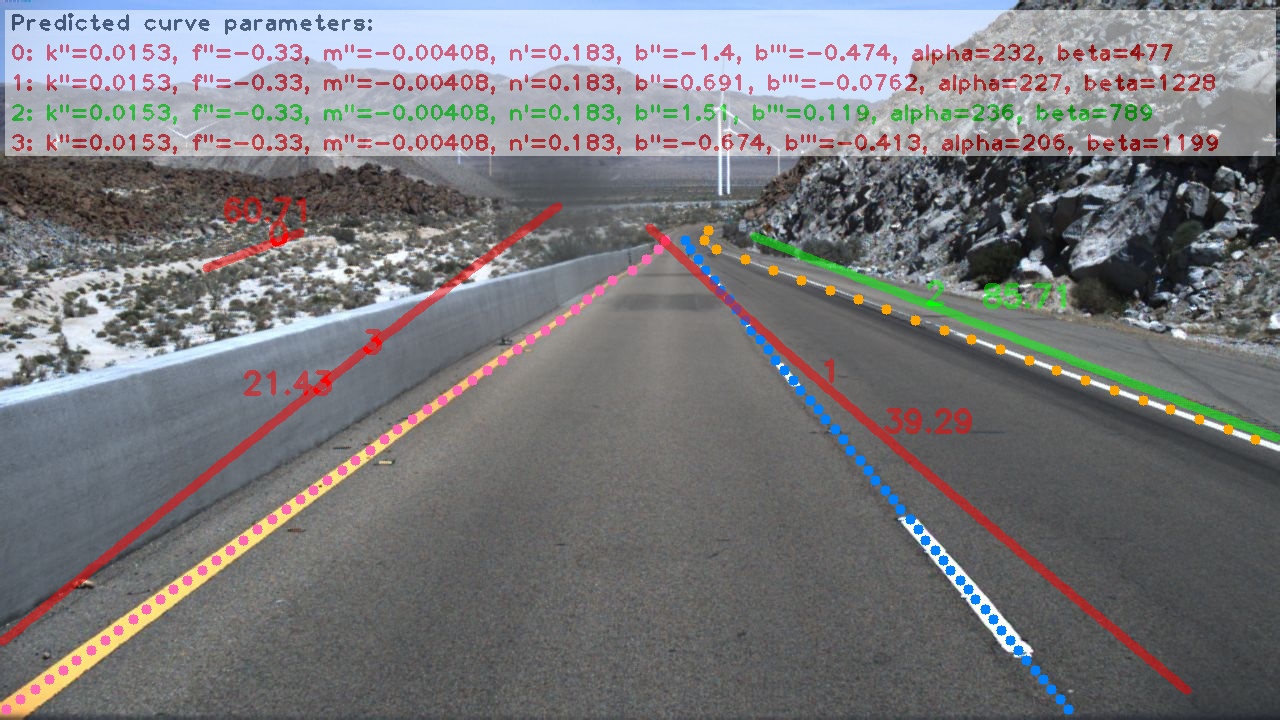 Predicted curve parameters:
0: k''=0.0153, f''=-0.33, m''=-0.00408, n'=0.183, b''=-1.4, b'''=-0.474, alpha=232, beta=477
1: k''=0.0153, f''=-0.33, m''=-0.00408, n'=0.183, b''=0.691, b'''=-0.0762, alpha=227, beta=1228
2: k''=0.0153, f''=-0.33, m''=-0.00408, n'=0.183, b''=1.51, b'''=0.119, alpha=236, beta=789
3: k''=0.0153, f''=-0.33, m''=-0.00408, n'=0.183, b''=-0.674, b'''=-0.413, alpha=206, beta=1199
60.71
0
2 85.71
3
1
21.43
39.29